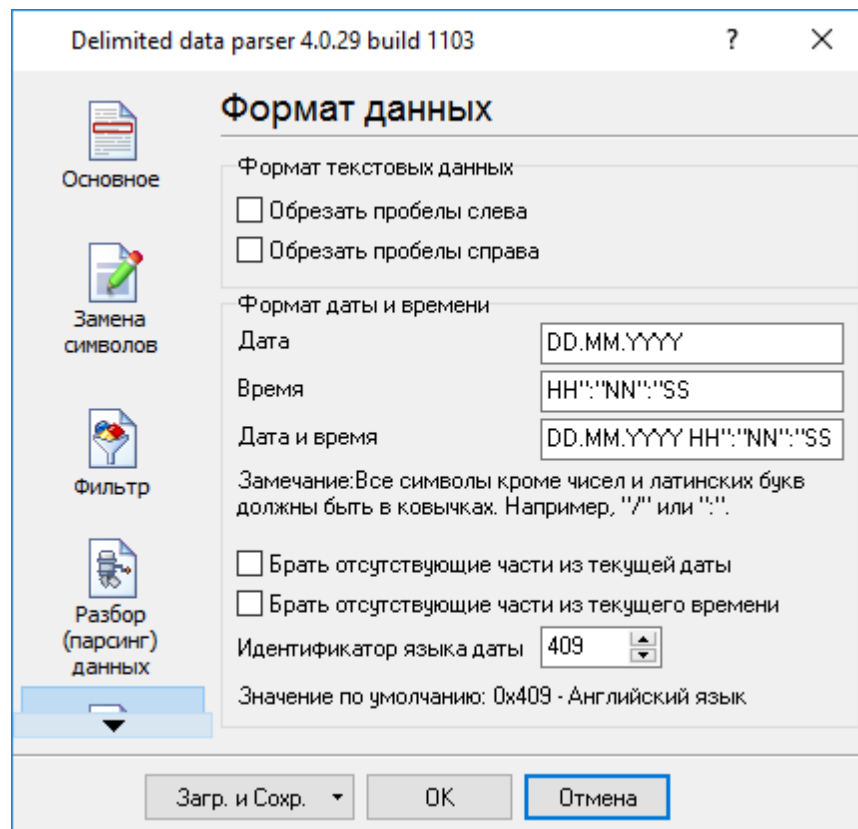 Delimited data parser 4.0.29 build 1103
?
Основное
Замена
символов
Фильтр
Разбор
(парсинг)
данных
Формат данных
Формат текстовых данных
Обрезать пробелы слева
Обрезать пробелы справа
Формат даты и времени
Дата
DD.MM.YYYY
Время
HH":"NN":"SS
Дата и время
DD.MM.YYYY HH":"NN":"SS
Замечание:Все символы кроме чисел и латинских букв
должны быть в ковычках. Например, "/" или ":".
Брать отсутствующие части из текущей даты
Брать отсутствующие части из текущего времени
Идентификатор языка даты
409
Значение по умолчанию: 0x409 - Английский язык
Загр. и Сохр.
OK
Отмена